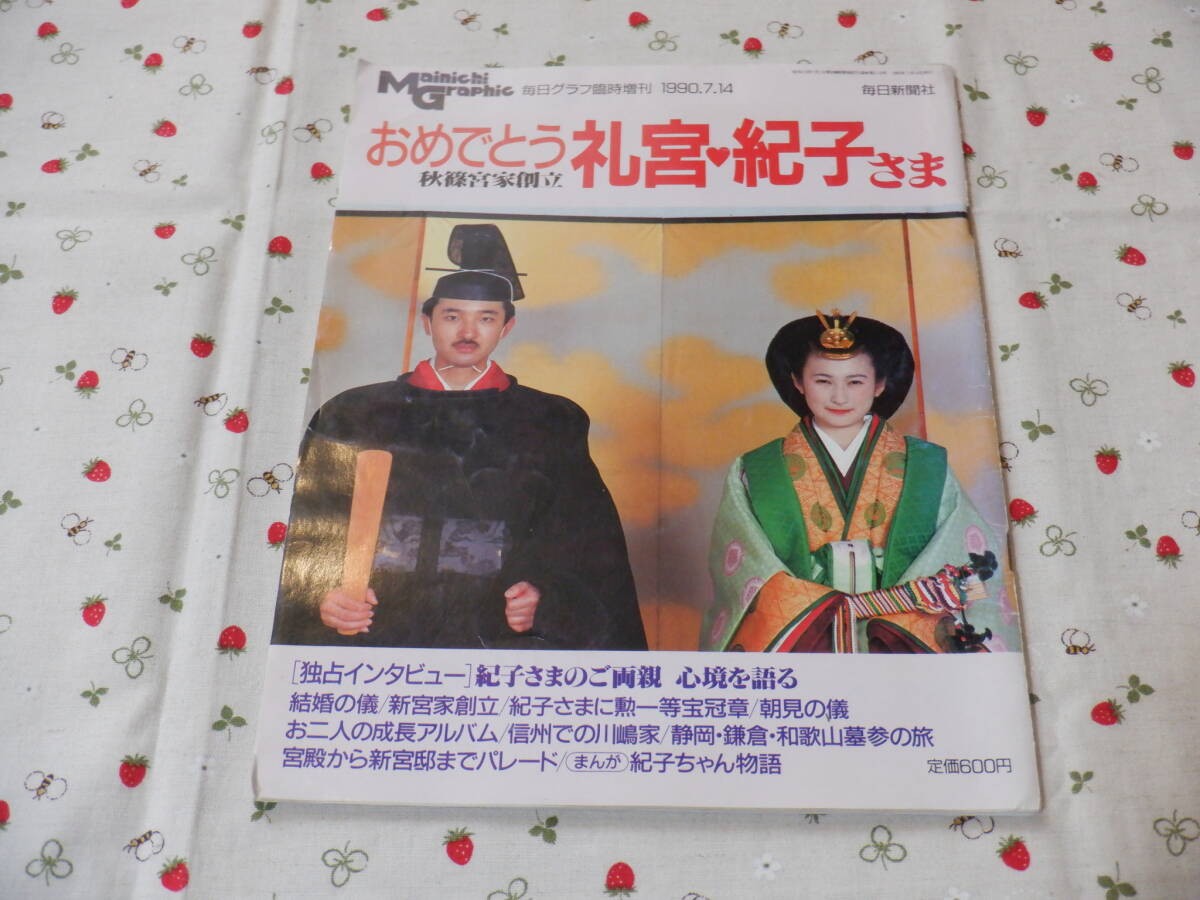 Mainichi Graphic 毎日グラフ臨時増刊 1990.7.14 毎日新聞社
おめでとう 礼宮♥紀子さま
秋篠宮家創立
［独占インタビュー］紀子さまのご両親 心境を語る
結婚の儀/新宮家創立/紀子さまに勲一等宝冠章/朝見の儀
お二人の成長アルバム/信州での川嶋家/静岡・鎌倉・和歌山墓参の旅
宮殿から新宮邸までパレード/まんが 紀子ちゃん物語
定価600円